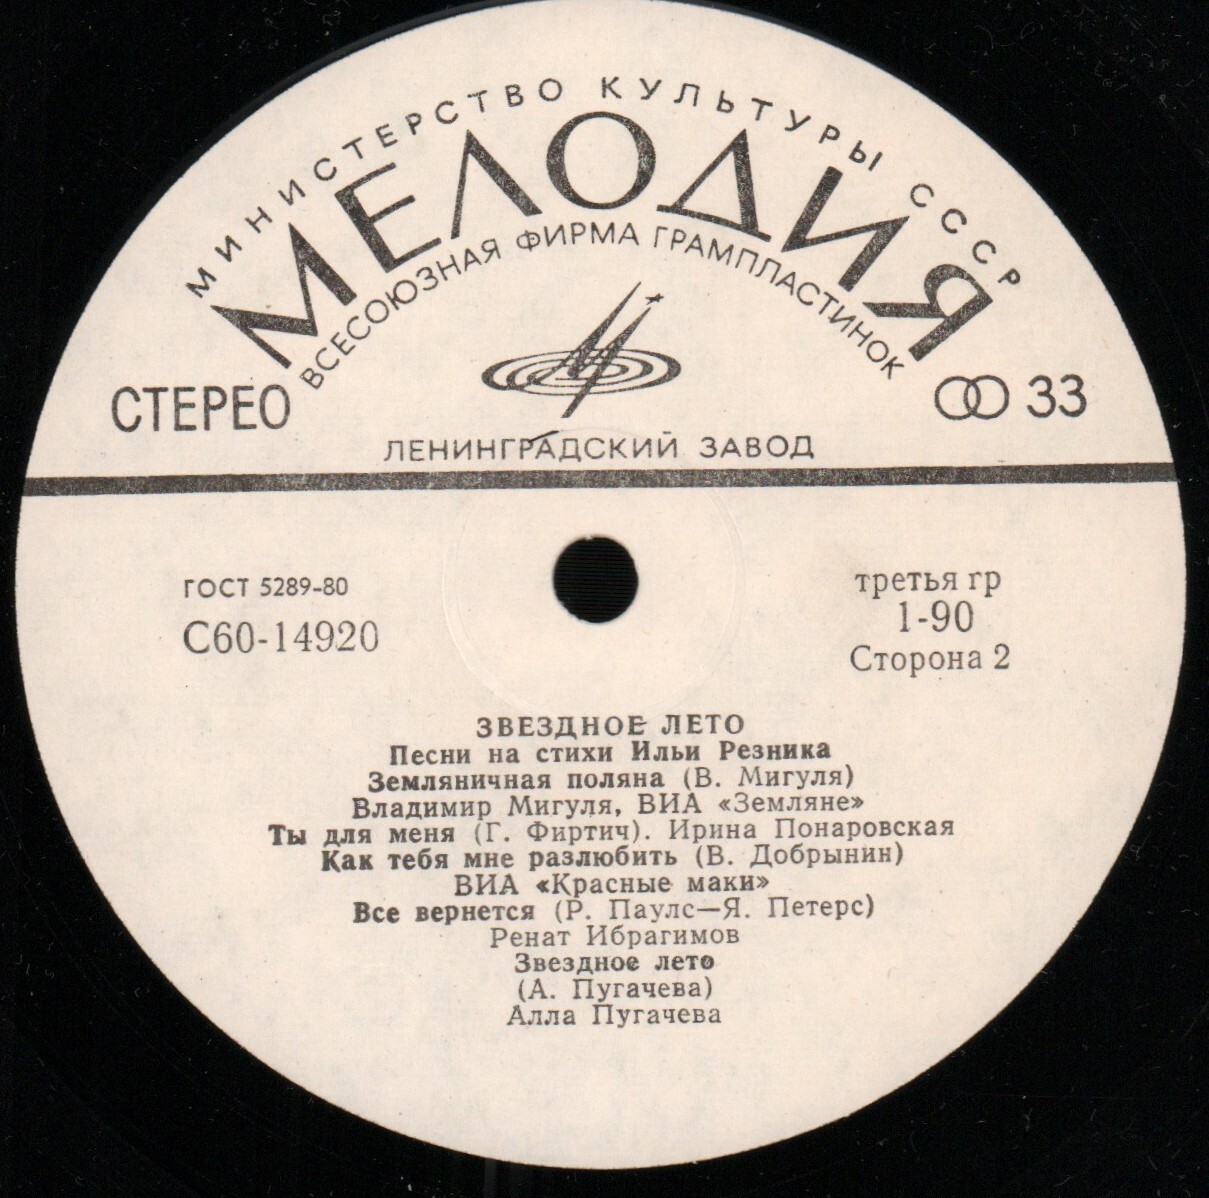 МИНИСТЕРСТВО КУЛЬТУРЫ СССР
МЕЛОДИЯ
ВСЕСОЮЗНАЯ ФИРМА ГРАМПЛАСТИНОК
СТЕРЕО
33
ЛЕНИНГРАДСКИЙ ЗАВОД
ГОСТ 5289-80
С60-14920
третья гр
1-90
Сторона 2
ЗВЕЗДНОЕ ЛЕТО
Песни на стихи Ильи Резника
Земляничная поляна (В. Мигуля)
Владимир Мигуля, ВИА «Земляне»
Ты для меня (Г. Фиртич). Ирина Понаровская
Как тебя мне разлюбить (В. Добрынин)
ВИА «Красные маки»
Все вернется (Р. Паулс—Я. Петерс)
Ренат Ибрагимов
Звездное лето
(А. Пугачева)
Алла Пугачева